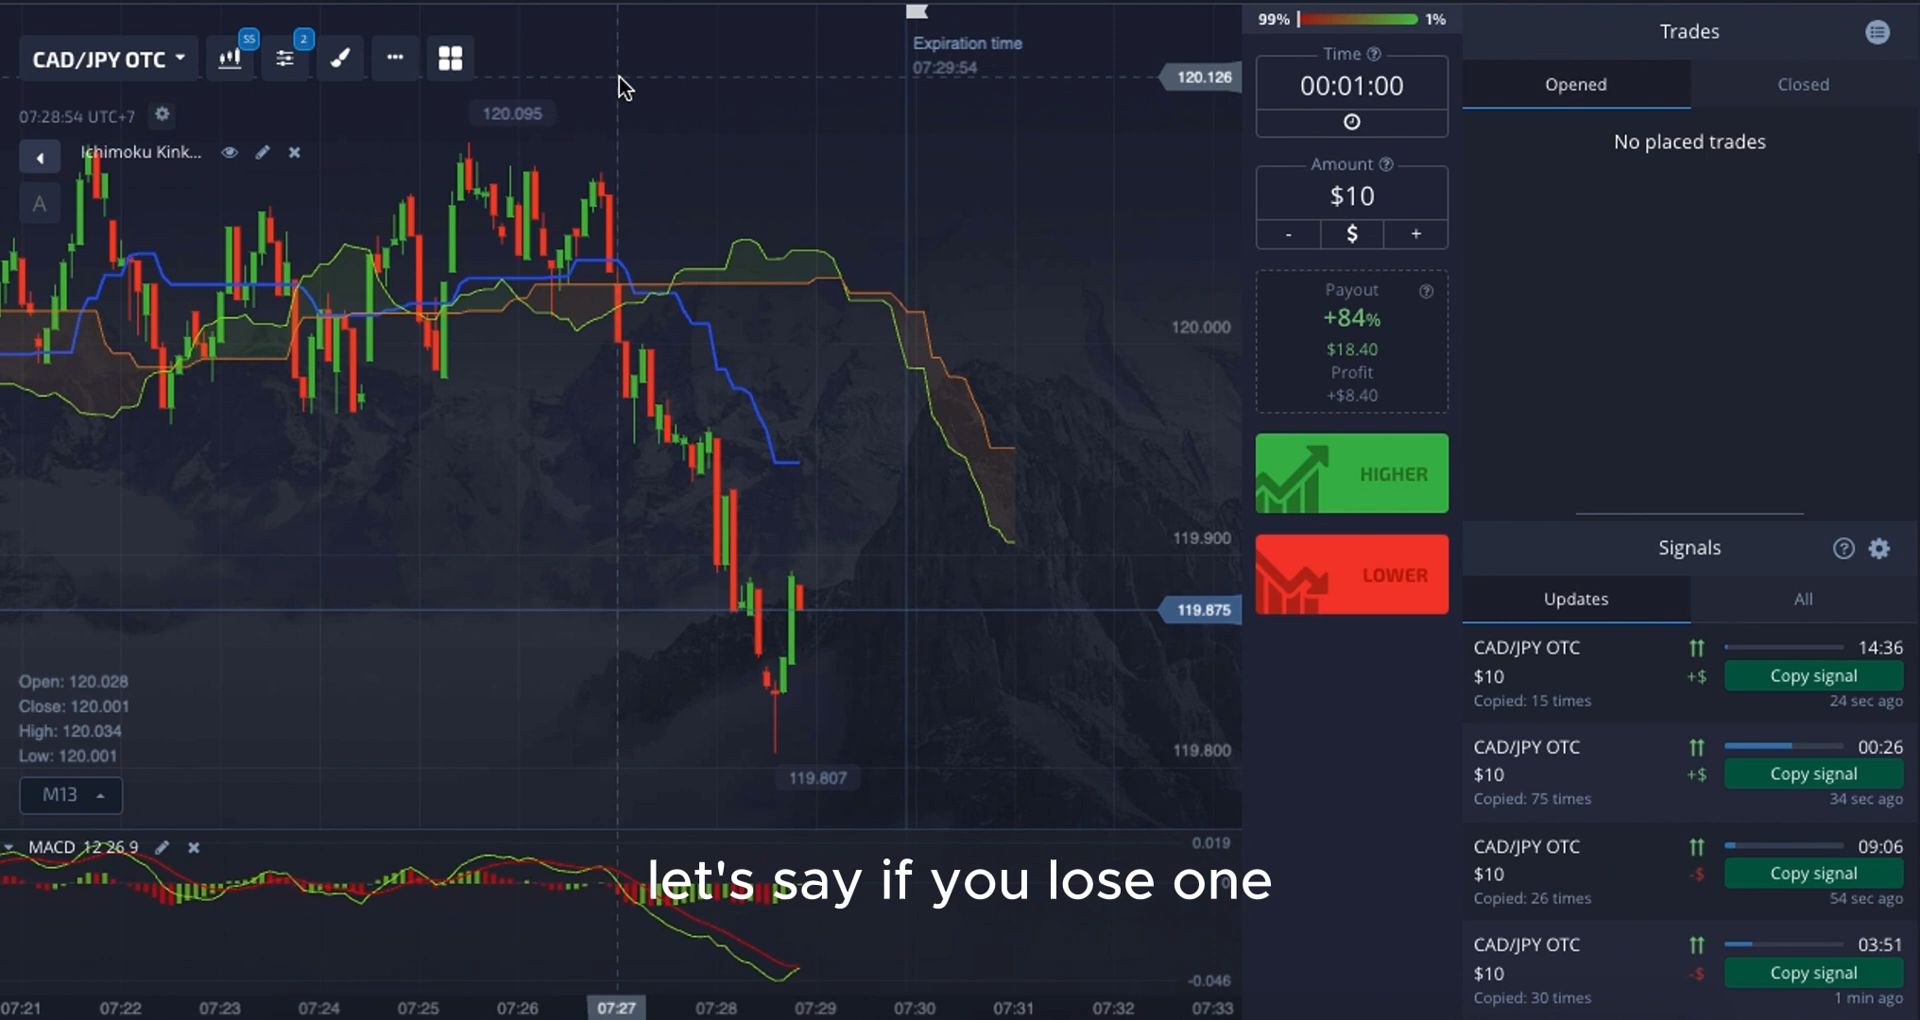 CAD/JPY OTC
S5
2
07:28:54 UTC+7
Ichimoku Kink...
A
120.095
Expiration time
07:29:54
120.126
120.000
119.900
119.875
119.800
119.807
Open: 120.028
Close: 120.001
High: 120.034
Low: 120.001
M13
MACD 12 26 9
0.019
0
-0.046
let's say if you lose one
07:21
07:22
07:23
07:24
07:25
07:26
07:27
07:28
07:29
07:30
07:31
07:32
07:33
99%
1%
Time
00:01:00
Amount
$10
- $ +
Payout
+84%
$18.40
Profit
+$8.40
HIGHER
LOWER
Trades
Opened
Closed
No placed trades
Signals
Updates
All
CAD/JPY OTC 14:36
$10 +$ Copy signal
Copied: 15 times 24 sec ago
CAD/JPY OTC 00:26
$10 +$ Copy signal
Copied: 75 times 34 sec ago
CAD/JPY OTC 09:06
$10 -$ Copy signal
Copied: 26 times 54 sec ago
CAD/JPY OTC 03:51
$10 -$ Copy signal
Copied: 30 times 1 min ago